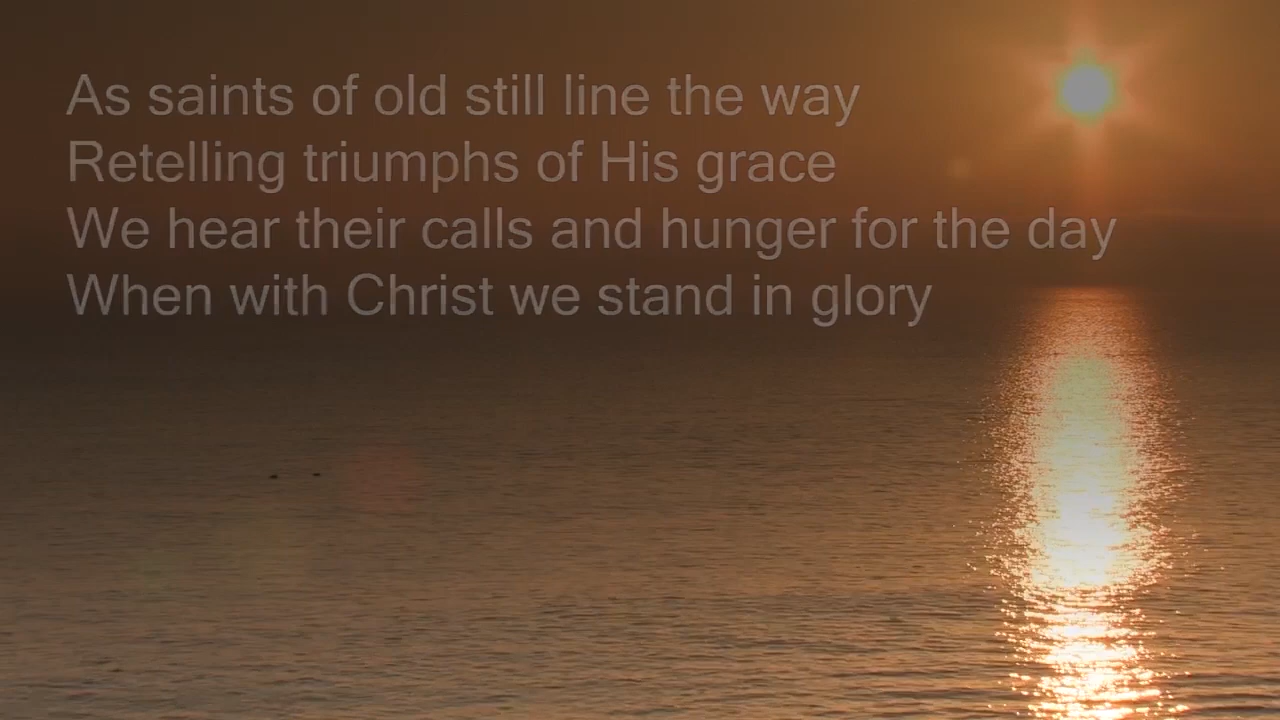 As saints of old still line the way
Retelling triumphs of His grace
We hear their calls and hunger for the day
When with Christ we stand in glory